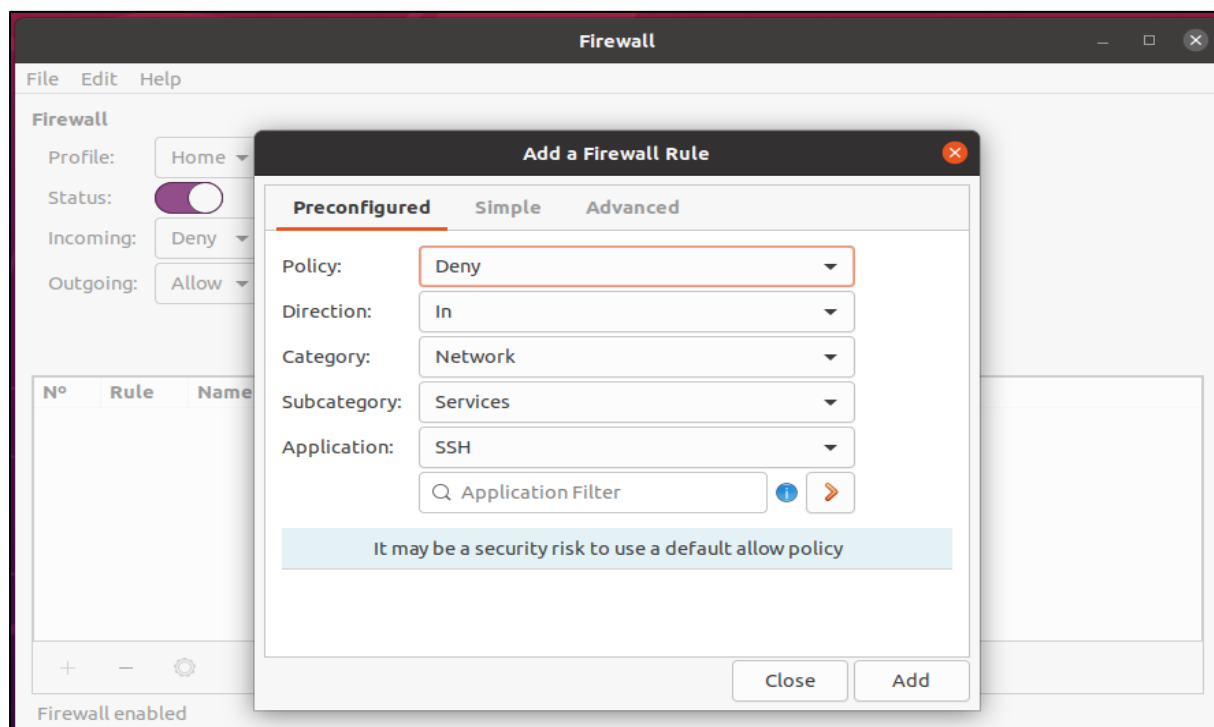 Firewall
File Edit Help
Firewall
Profile: Home
Status:
Incoming: Deny
Outgoing: Allow
Nº Rule Name
Firewall enabled
Add a Firewall Rule
Preconfigured Simple Advanced
Policy: Deny
Direction: In
Category: Network
Subcategory: Services
Application: SSH
Application Filter
It may be a security risk to use a default allow policy
Close Add